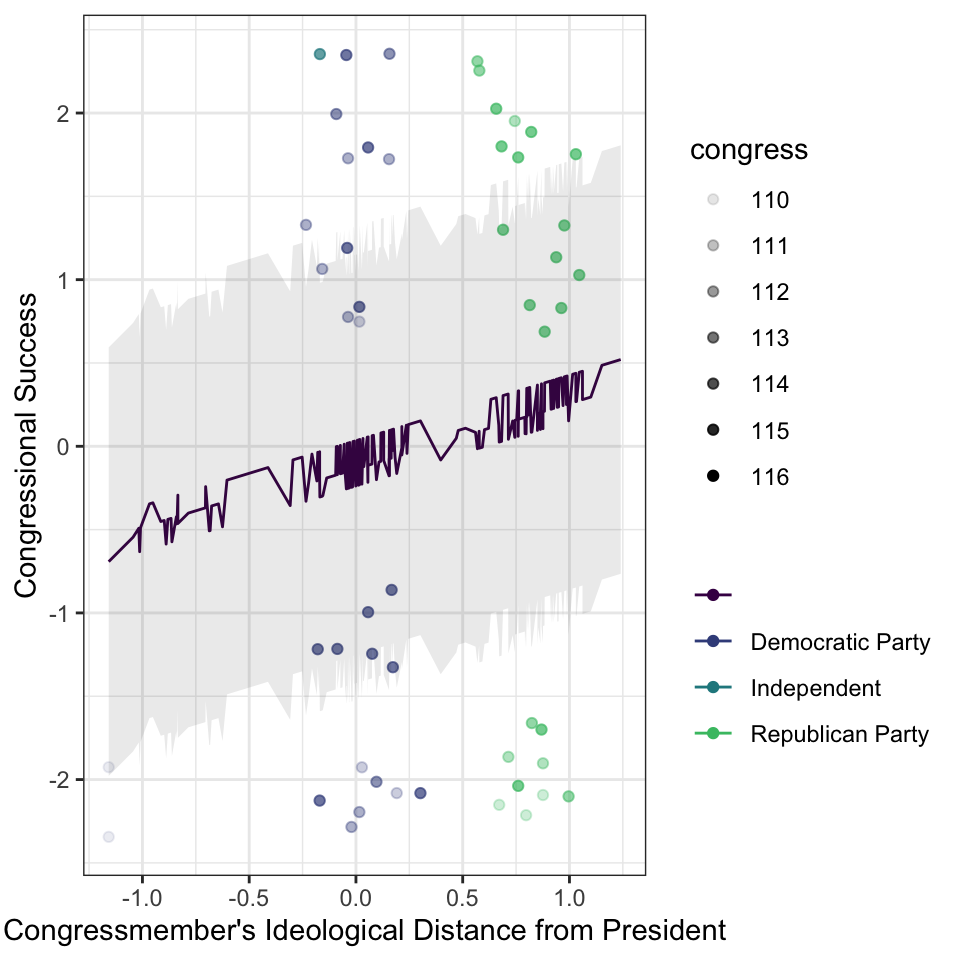 2
1
0
-1
-2
Congressional Success
-1.0
-0.5
0.0
0.5
1.0
Congressmember's Ideological Distance from President
congress
110
111
112
113
114
115
116
Democratic Party
Independent
Republican Party